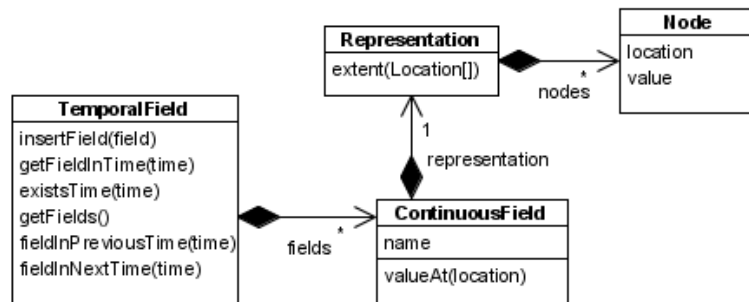 Representation
extent(Location[])
*
nodes
Node
location
value
TemporalField
insertField(field)
getFieldInTime(time)
existsTime(time)
getFields()
fieldInPreviousTime(time)
fieldInNextTime(time)
*
fields
1
representation
ContinuousField
name
valueAt(location)